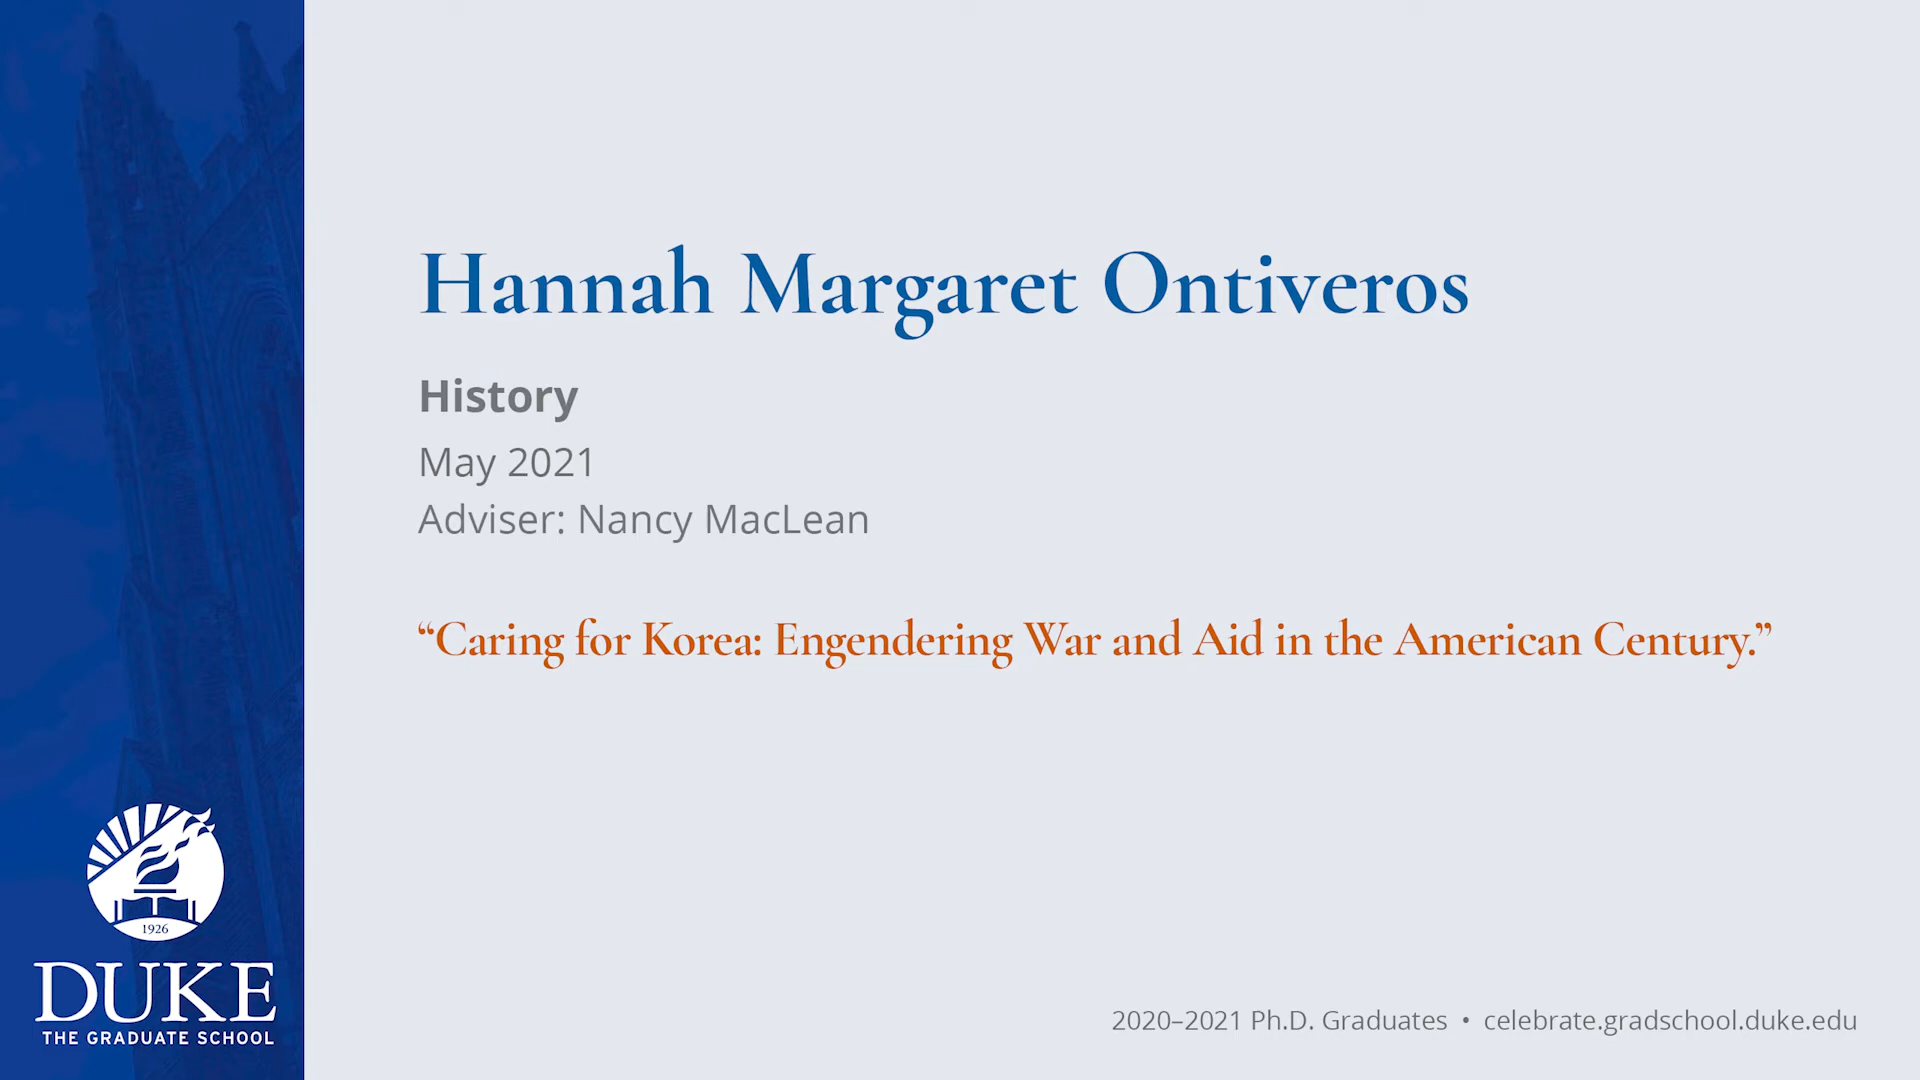 Hannah Margaret Ontiveros
History
May 2021
Adviser: Nancy MacLean
“Caring for Korea: Engendering War and Aid in the American Century.”
1926
DUKE
THE GRADUATE SCHOOL
2020–2021 Ph.D. Graduates • celebrate.gradschool.duke.edu